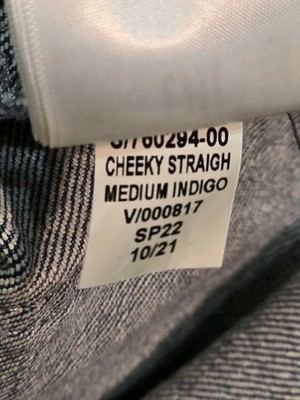 S/760294-00
CHEEKY STRAIGH
MEDIUM INDIGO
V/000817
SP22
10/21